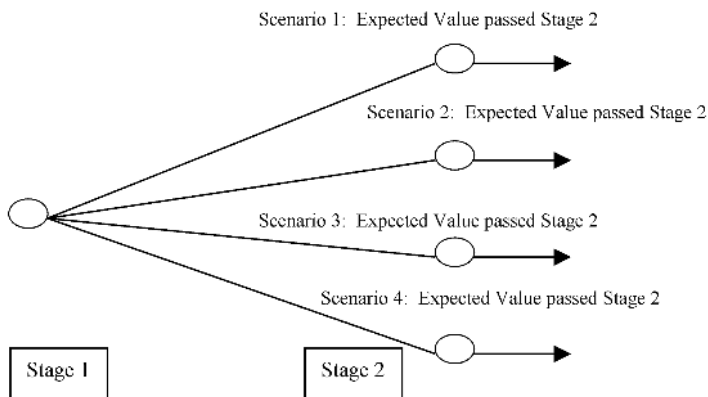 Scenario 1: Expected Value passed Stage 2
Scenario 2: Expected Value passed Stage 2
Scenario 3: Expected Value passed Stage 2
Scenario 4: Expected Value passed Stage 2
Stage 1
Stage 2